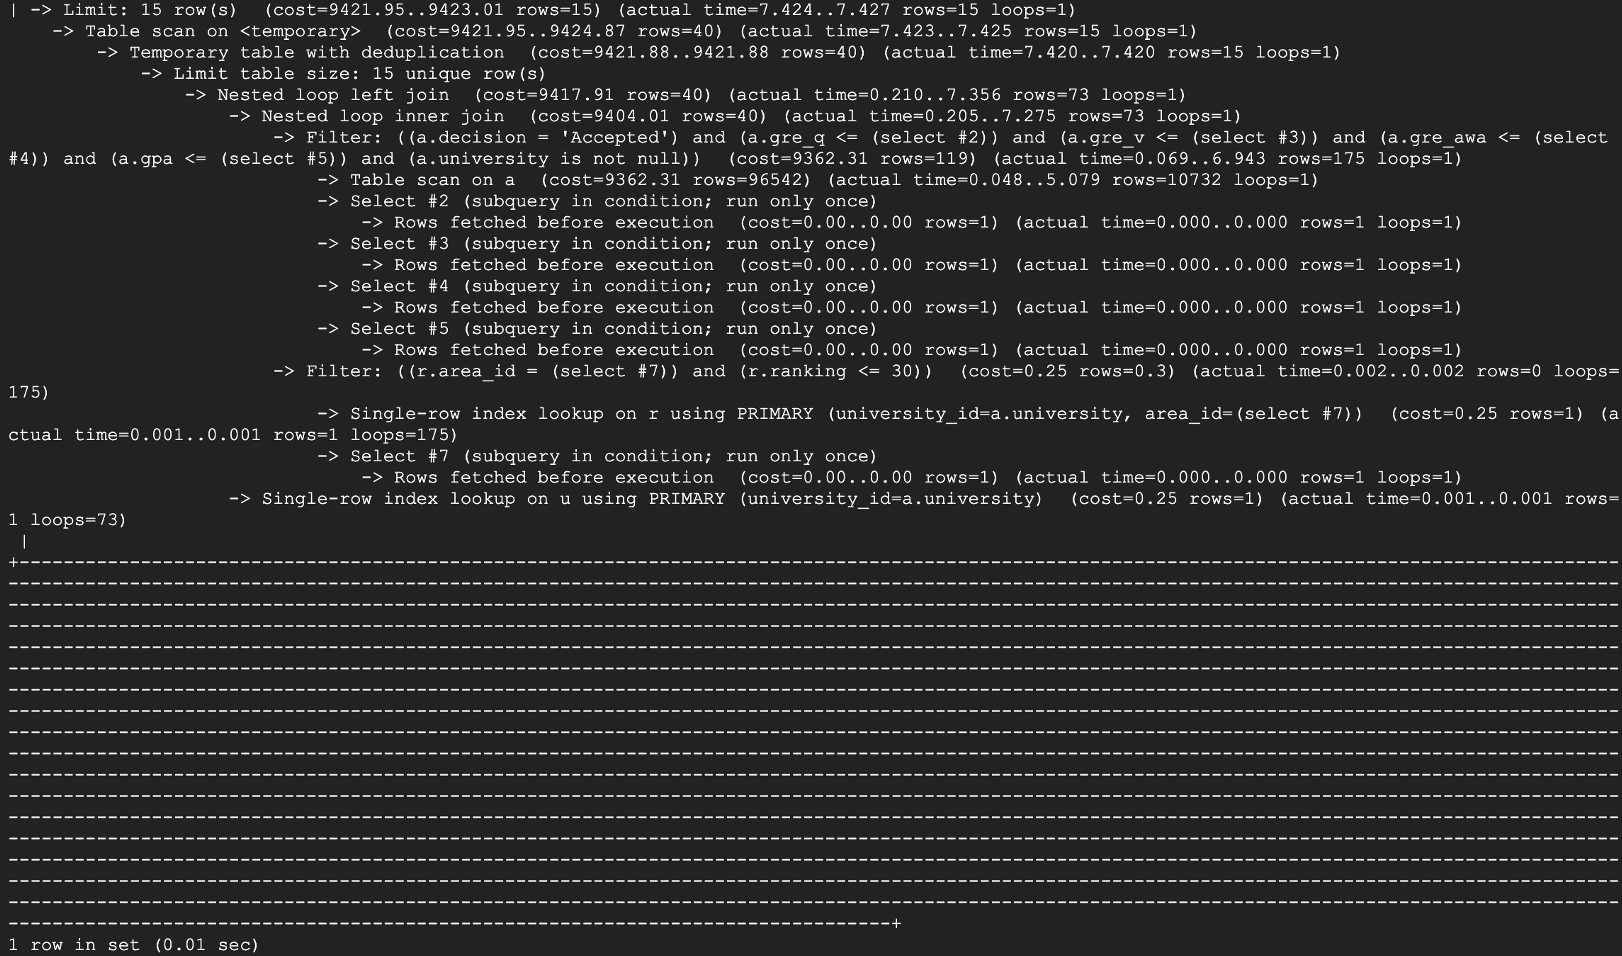 | -> Limit: 15 row(s)  (cost=9421.95..9423.01 rows=15) (actual time=7.424..7.427 rows=15 loops=1)
    -> Table scan on <temporary>  (cost=9421.95..9424.87 rows=40) (actual time=7.423..7.425 rows=15 loops=1)
        -> Temporary table with deduplication  (cost=9421.88..9421.88 rows=40) (actual time=7.420..7.420 rows=15 loops=1)
            -> Limit table size: 15 unique row(s)
                -> Nested loop left join  (cost=9417.91 rows=40) (actual time=0.210..7.356 rows=73 loops=1)
                    -> Nested loop inner join  (cost=9404.01 rows=40) (actual time=0.205..7.275 rows=73 loops=1)
                        -> Filter: ((a.decision = 'Accepted') and (a.gre_q <= (select #2)) and (a.gre_v <= (select #3)) and (a.gre_awa <= (select
#4)) and (a.gpa <= (select #5)) and (a.university is not null))  (cost=9362.31 rows=119) (actual time=0.069..6.943 rows=175 loops=1)
                            -> Table scan on a  (cost=9362.31 rows=96542) (actual time=0.048..5.079 rows=10732 loops=1)
                            -> Select #2 (subquery in condition; run only once)
                                -> Rows fetched before execution  (cost=0.00..0.00 rows=1) (actual time=0.000..0.000 rows=1 loops=1)
                            -> Select #3 (subquery in condition; run only once)
                                -> Rows fetched before execution  (cost=0.00..0.00 rows=1) (actual time=0.000..0.000 rows=1 loops=1)
                            -> Select #4 (subquery in condition; run only once)
                                -> Rows fetched before execution  (cost=0.00..0.00 rows=1) (actual time=0.000..0.000 rows=1 loops=1)
                            -> Select #5 (subquery in condition; run only once)
                                -> Rows fetched before execution  (cost=0.00..0.00 rows=1) (actual time=0.000..0.000 rows=1 loops=1)
                        -> Filter: ((r.area_id = (select #7)) and (r.ranking <= 30))  (cost=0.25 rows=0.3) (actual time=0.002..0.002 rows=0 loops=
175)
                            -> Single-row index lookup on r using PRIMARY (university_id=a.university, area_id=(select #7))  (cost=0.25 rows=1) (a
ctual time=0.001..0.001 rows=1 loops=175)
                            -> Select #7 (subquery in condition; run only once)
                                -> Rows fetched before execution  (cost=0.00..0.00 rows=1) (actual time=0.000..0.000 rows=1 loops=1)
                    -> Single-row index lookup on u using PRIMARY (university_id=a.university)  (cost=0.25 rows=1) (actual time=0.001..0.001 rows=
1 loops=73)
 |
1 row in set (0.01 sec)